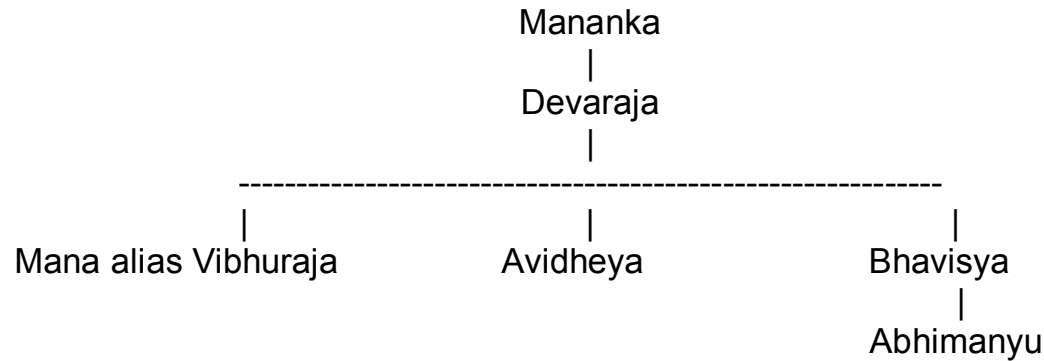 Mananka
|
Devaraja
|
-------------------------------------------------------------
| | |
Mana alias Vibhuraja Avidheya Bhavisya
|
Abhimanyu